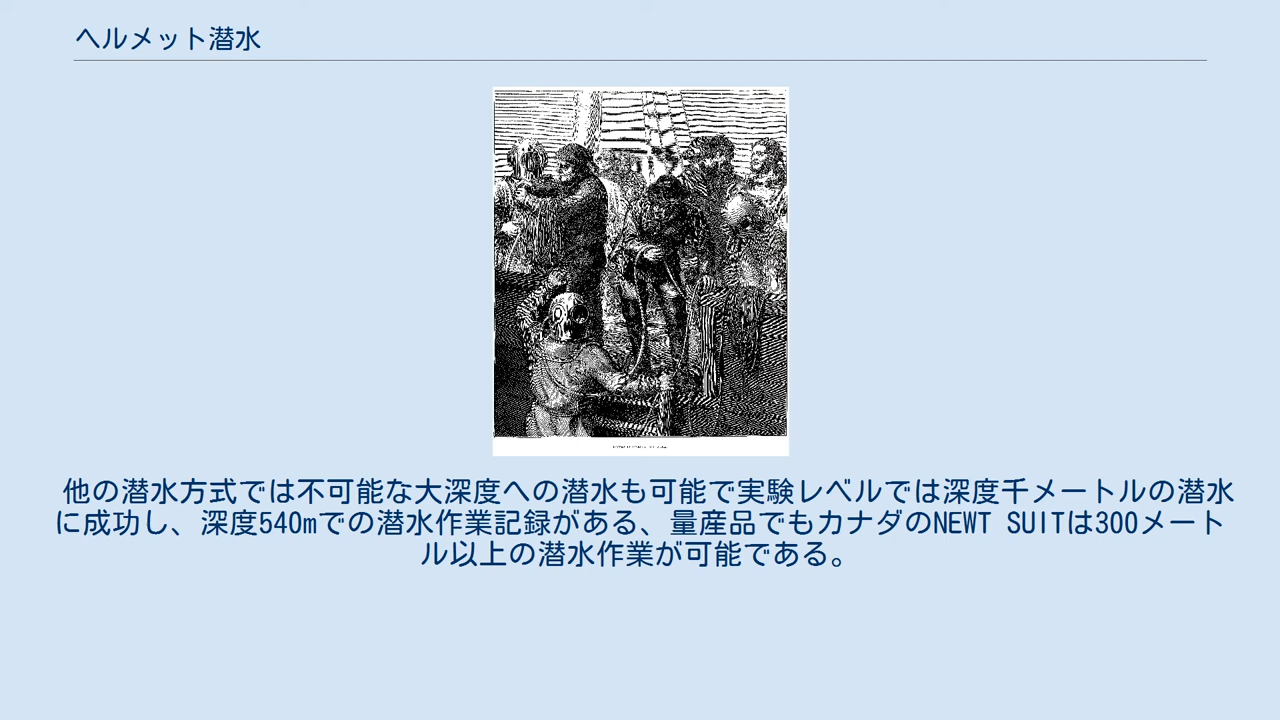 ヘルメット潜水
他の潜水方式では不可能な大深度への潜水も可能で実験レベルでは深度千メートルの潜水
に成功し、深度540mでの潜水作業記録がある、量産品でもカナダのNEWT SUITは300メート
ル以上の潜水作業が可能である。